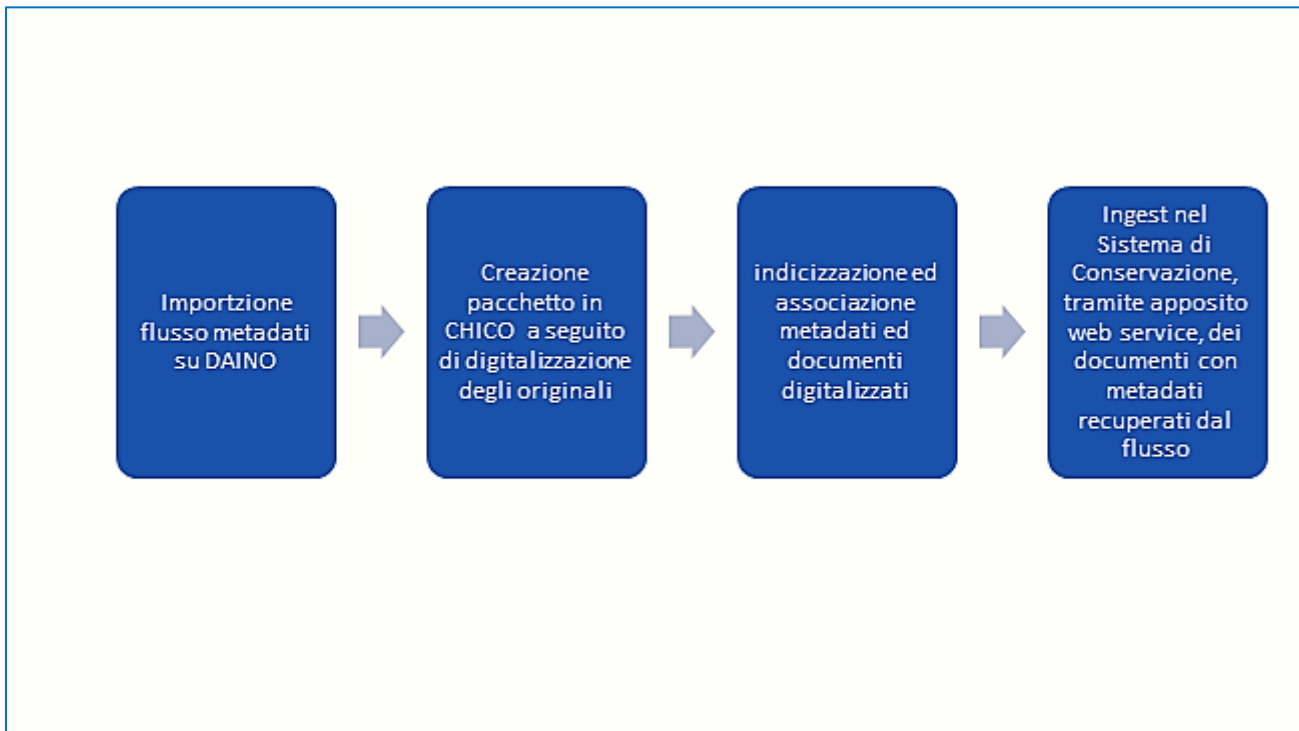 Importzione
flusso metadati
su DAINO
Creazione
pacchetto in
CHICO a seguito
di digitalizzazione
degli originali
indicizzazione ed
associazione
metadati ed
documenti
digitalizzati
Ingest nel
Sistema di
Conservazione,
tramite apposito
web service, dei
documenti con
metadati
recuperati dal
flusso